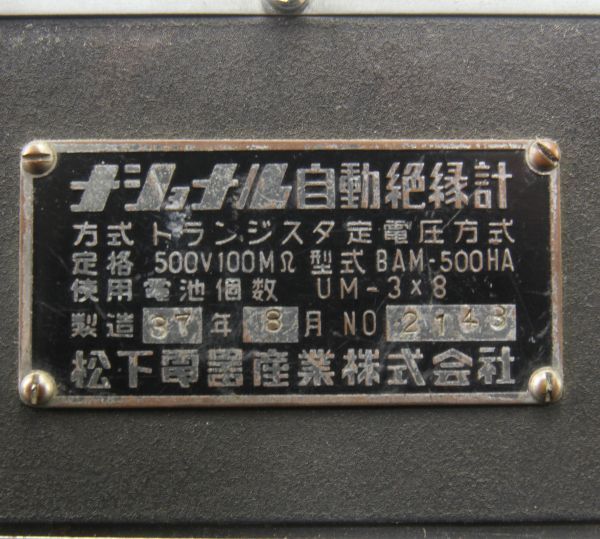 ナショナル自動絶縁計
方式 トランジスタ定電圧方式
定格 500V100MΩ 型式 BAM-500HA
使用電池個数 UM-3×8
製造 37年 8月 NO 2143
松下電器産業株式会社